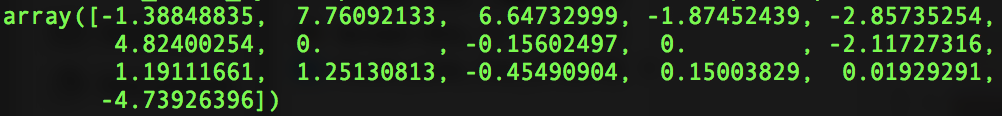 array([-1.38848835, 7.76092133, 6.64732999, -1.87452439, -2.85735254,
4.82400254, 0. , -0.15602497, 0. , -2.11727316,
1.19111661, 1.25130813, -0.45490904, 0.15003829, 0.01929291,
-4.73926396])